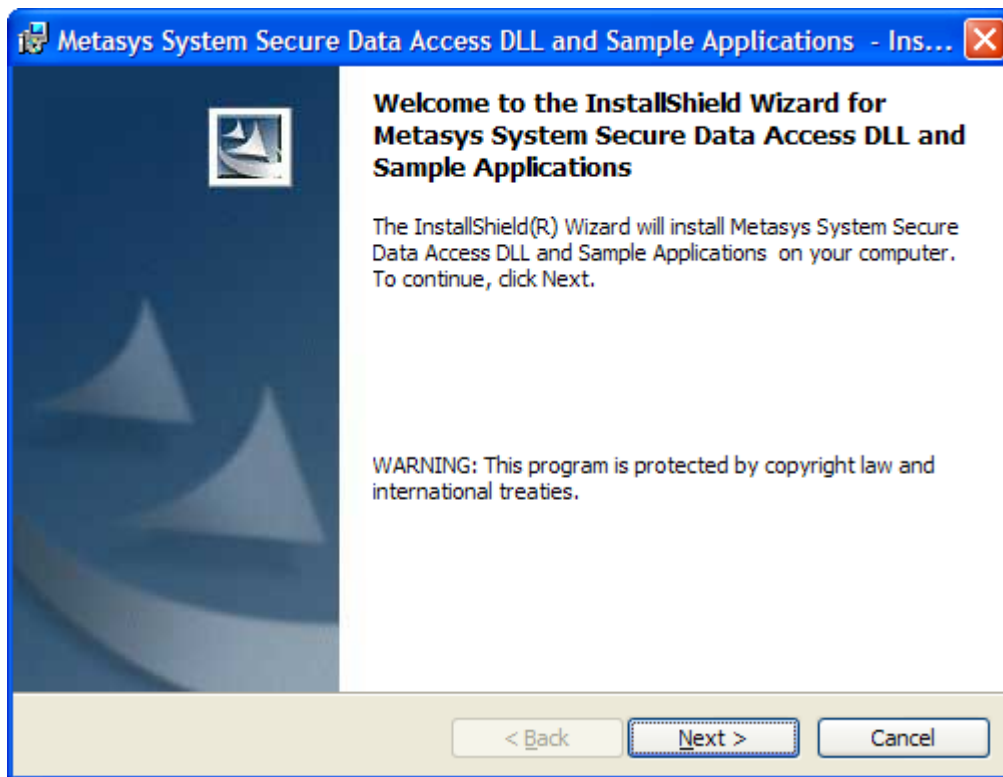 Metasys System Secure Data Access DLL and Sample Applications - Ins...
Welcome to the InstallShield Wizard for
Metasys System Secure Data Access DLL and
Sample Applications
The InstallShield(R) Wizard will install Metasys System Secure
Data Access DLL and Sample Applications on your computer.
To continue, click Next.
WARNING: This program is protected by copyright law and
international treaties.
< Back Next > Cancel